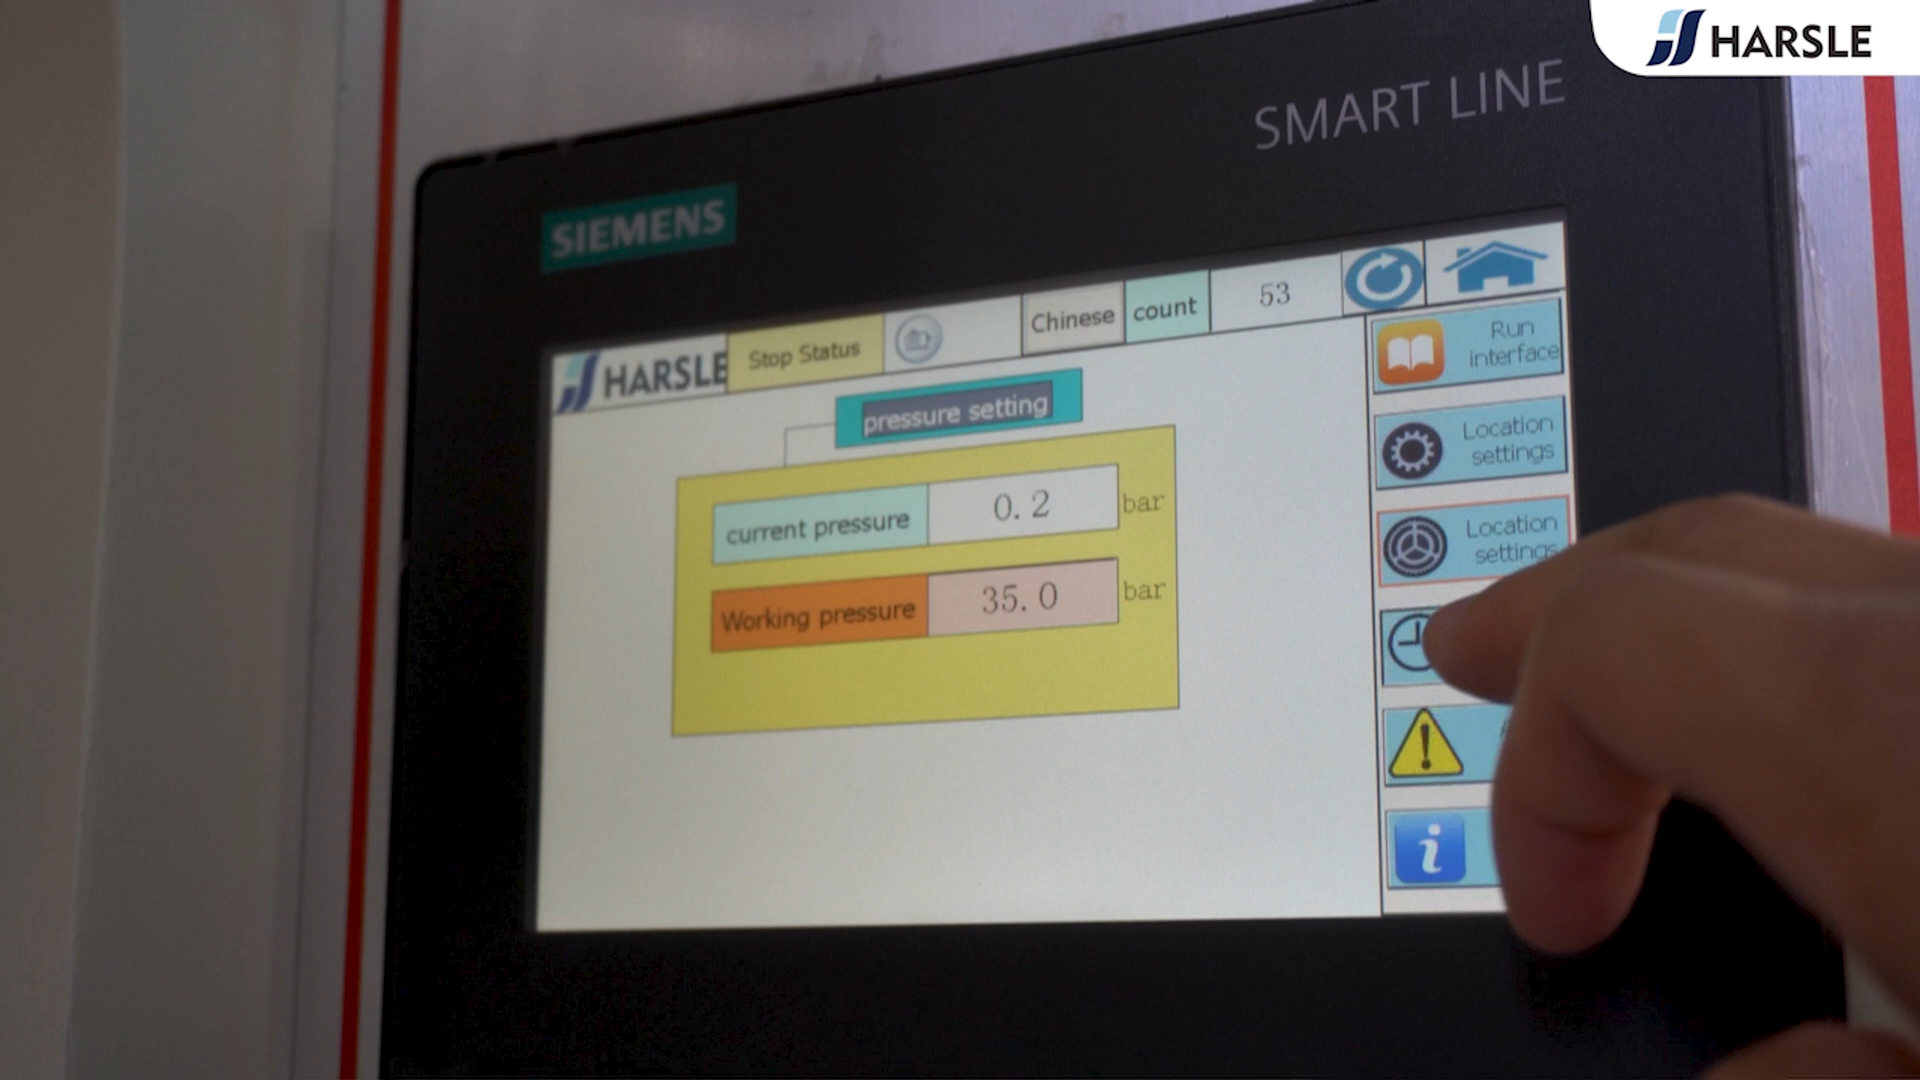 HARSLE
SMART LINE
SIEMENS
HARSLE
Stop Status
Chinese
count
53
pressure setting
current pressure
0.2
bar
Working pressure
35.0
bar
Run
interface
Location
settings
Location
settings